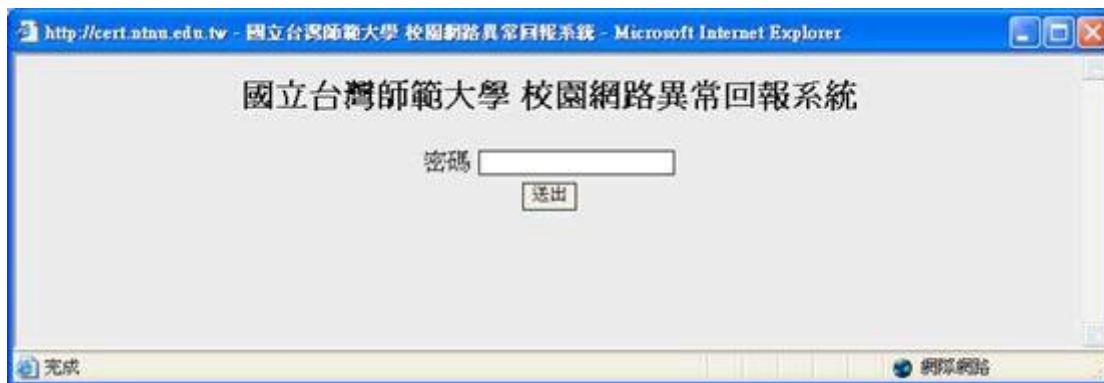 http://cert.ntnu.edu.tw - 國立台灣師範大學 校園網路異常回報系統 - Microsoft Internet Explorer
國立台灣師範大學 校園網路異常回報系統
密碼
送出
完成 網際網路